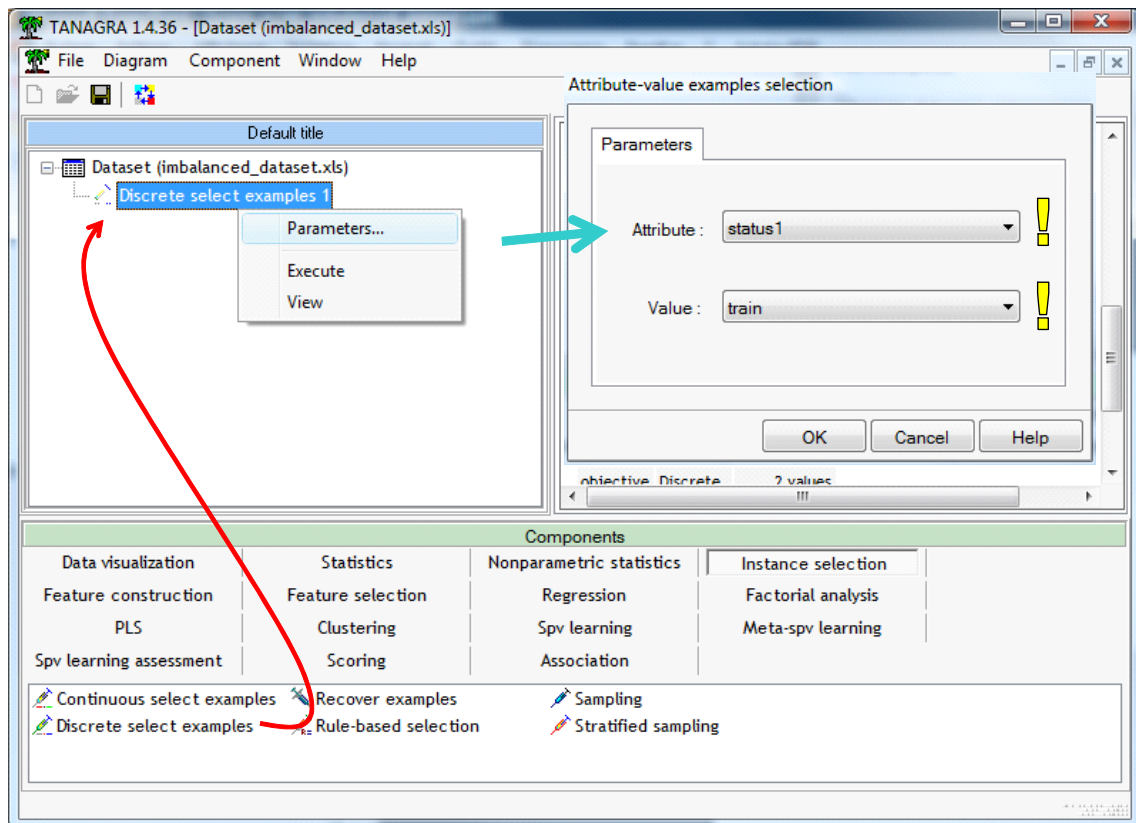 TANAGRA 1.4.36 - [Dataset (imbalanced_dataset.xls)]
File Diagram Component Window Help
Default title
Dataset (imbalanced_dataset.xls)
Discrete select examples 1
Parameters...
Execute
View
Attribute-value examples selection
Parameters
Attribute : status1
Value : train
OK Cancel Help
objective Discrete 2 values
Components
Data visualization Statistics Nonparametric statistics Instance selection
Feature construction Feature selection Regression Factorial analysis
PLS Clustering Spv learning Meta-spv learning
Spv learning assessment Scoring Association
Continuous select examples Recover examples Sampling
Discrete select examples Rule-based selection Stratified sampling